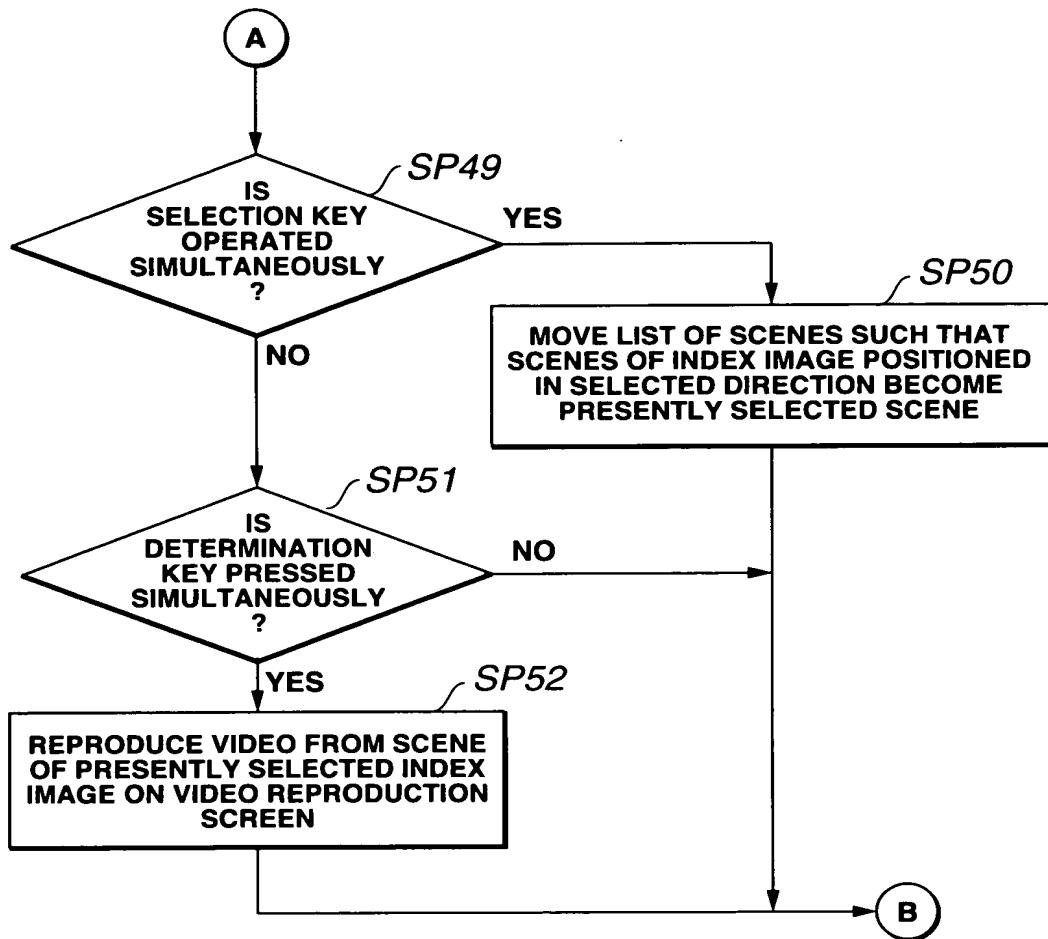 A
SP49
IS
SELECTION KEY
OPERATED
SIMULTANEOUSLY
?
YES
NO
SP50
MOVE LIST OF SCENES SUCH THAT
SCENES OF INDEX IMAGE POSITIONED
IN SELECTED DIRECTION BECOME
PRESENTLY SELECTED SCENE
SP51
IS
DETERMINATION
KEY PRESSED
SIMULTANEOUSLY
?
NO
YES
SP52
REPRODUCE VIDEO FROM SCENE
OF PRESENTLY SELECTED INDEX
IMAGE ON VIDEO REPRODUCTION
SCREEN
B